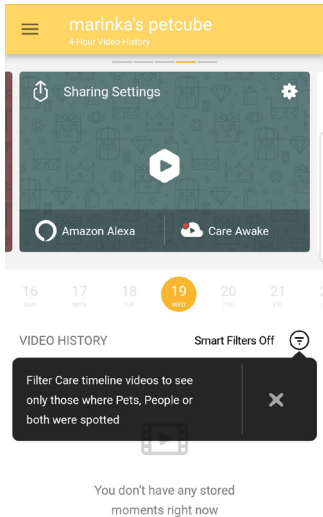 marinka's petcube
4-Hour Video History
Sharing Settings
Amazon Alexa
Care Awake
16 17 18 19 20 21
SUN MON TUE WED THU FRI
VIDEO HISTORY Smart Filters Off
Filter Care timeline videos to see
only those where Pets, People or
both were spotted
You don't have any stored
moments right now